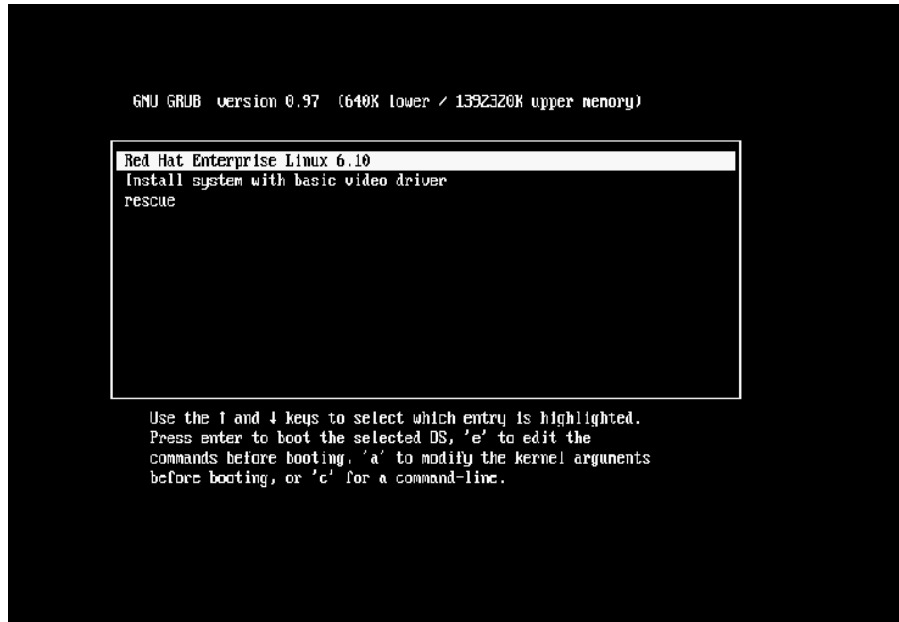 GNU GRUB version 0.97 (640K lower / 1392320K upper memory)
Red Hat Enterprise Linux 6.10
Install system with basic video driver
rescue
Use the ↑ and ↓ keys to select which entry is highlighted.
Press enter to boot the selected OS, 'e' to edit the
commands before booting, 'a' to modify the kernel arguments
before booting, or 'c' for a command-line.